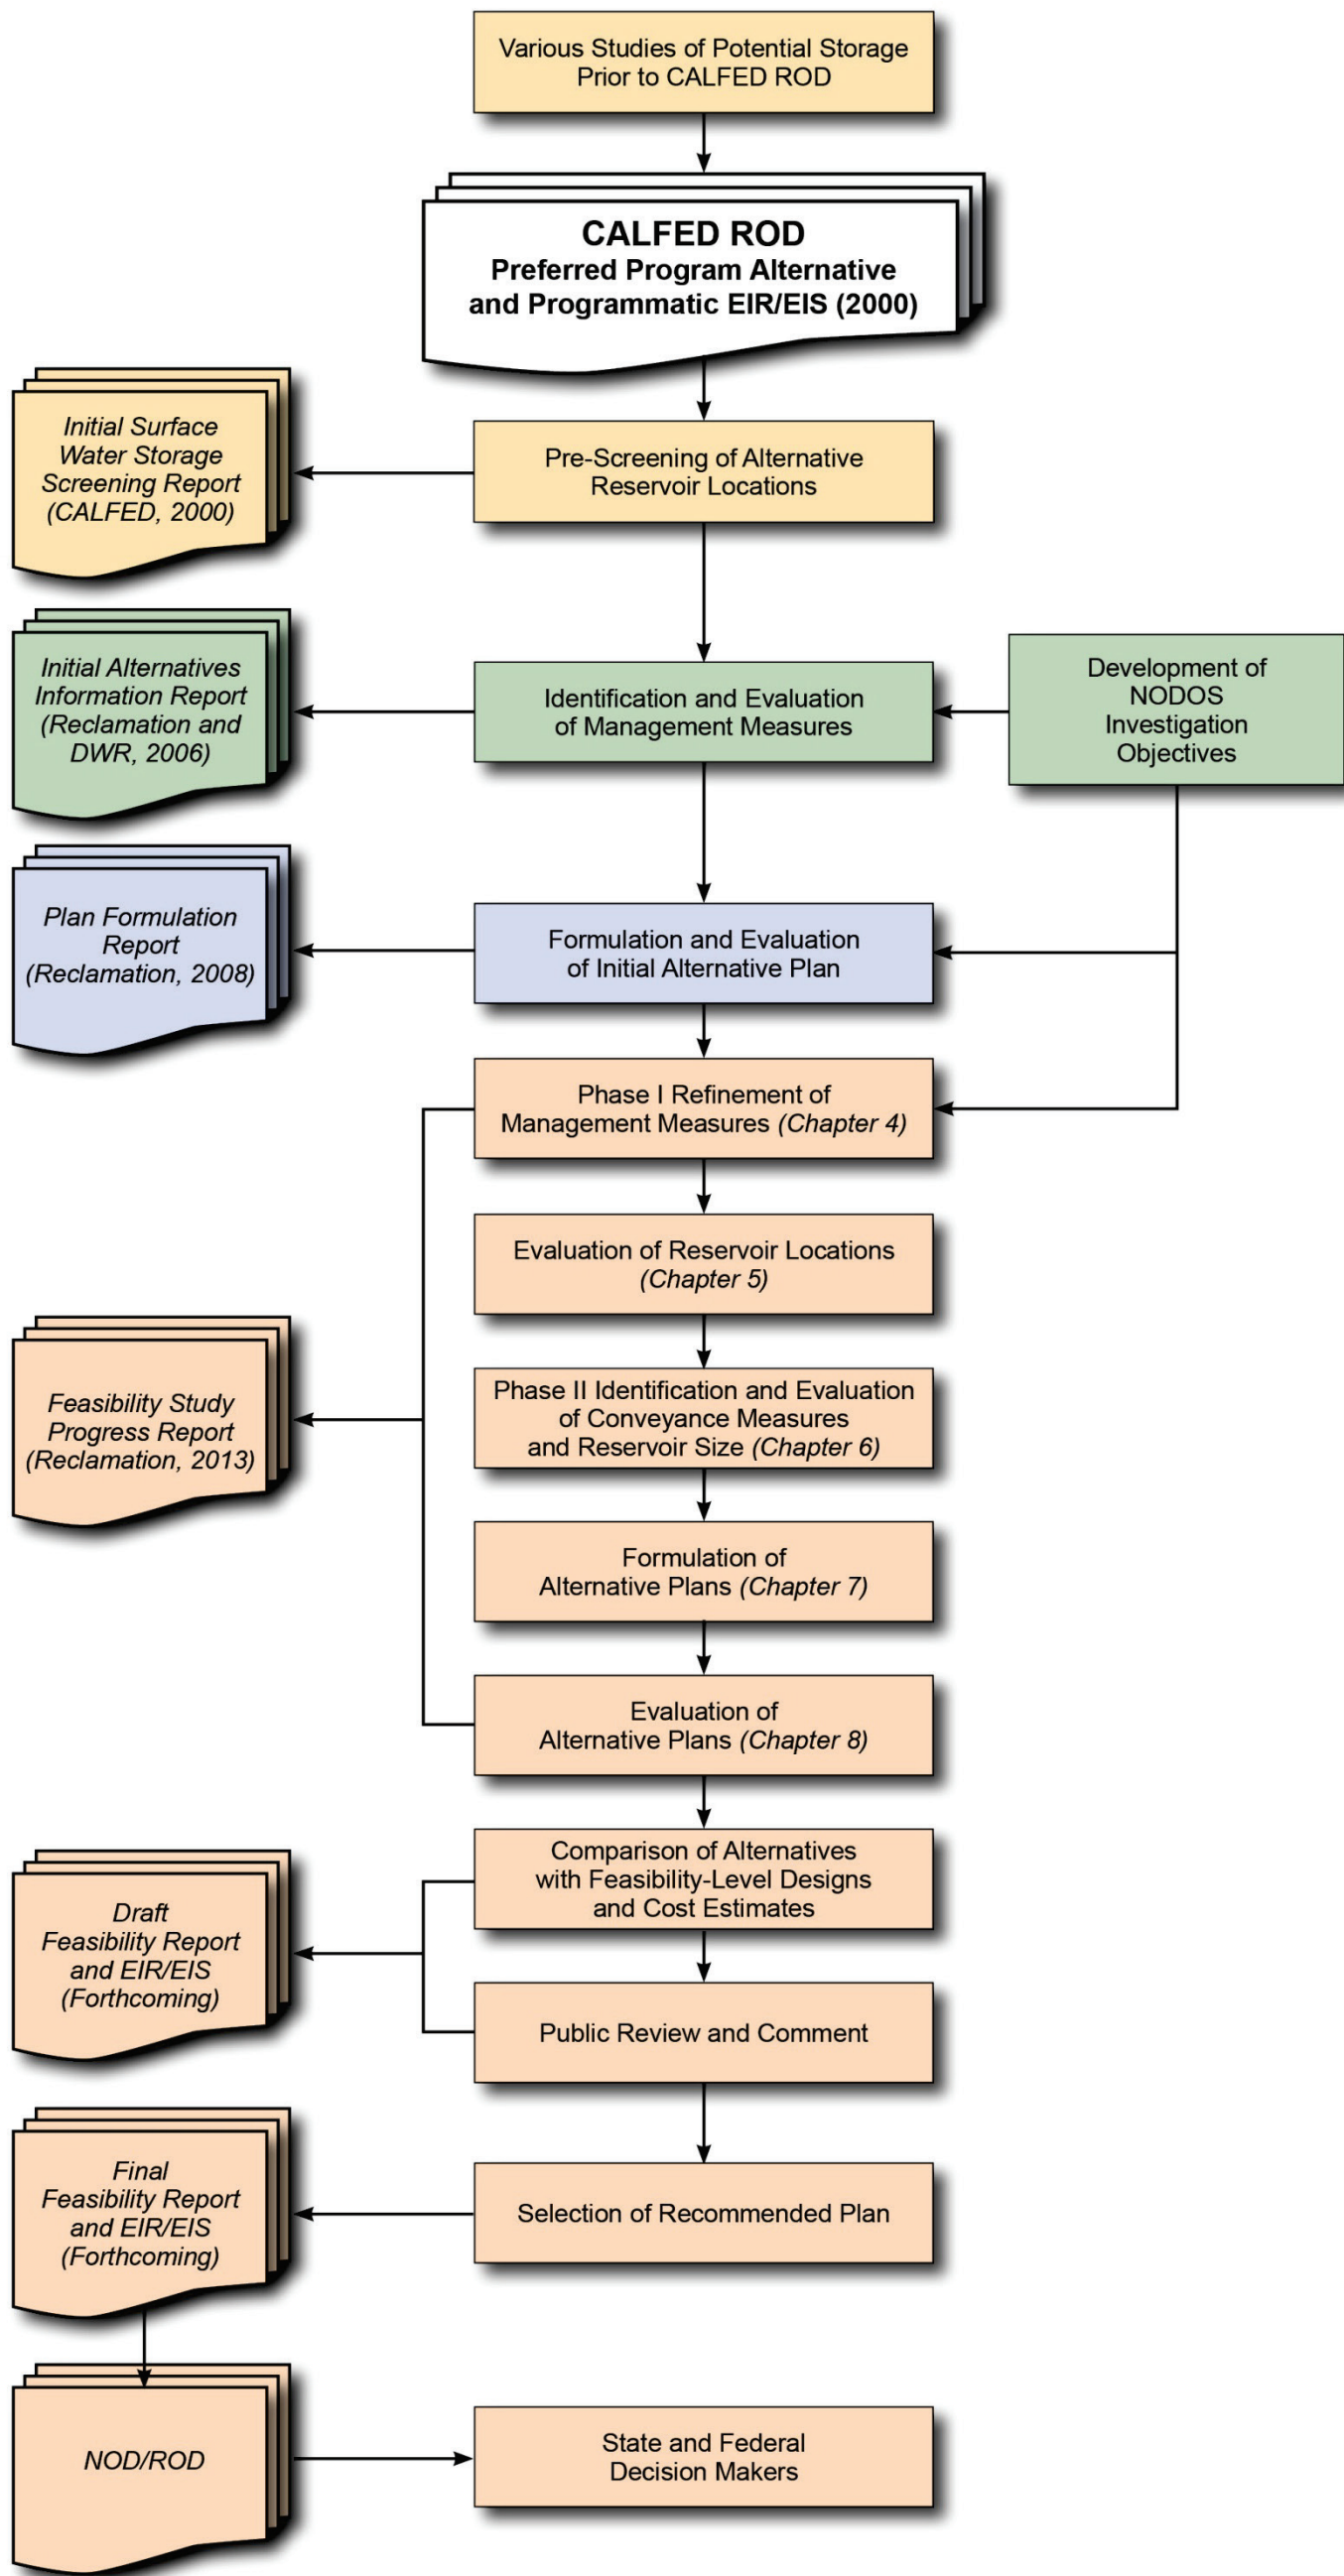 Various Studies of Potential Storage
Prior to CALFED ROD
CALFED ROD
Preferred Program Alternative
and Programmatic EIR/EIS (2000)
Initial Surface
Water Storage
Screening Report
(CALFED, 2000)
Pre-Screening of Alternative
Reservoir Locations
Initial Alternatives
Information Report
(Reclamation and
DWR, 2006)
Identification and Evaluation
of Management Measures
Development of
NODOS
Investigation
Objectives
Plan Formulation
Report
(Reclamation, 2008)
Formulation and Evaluation
of Initial Alternative Plan
Phase I Refinement of
Management Measures (Chapter 4)
Evaluation of Reservoir Locations
(Chapter 5)
Feasibility Study
Progress Report
(Reclamation, 2013)
Phase II Identification and Evaluation
of Conveyance Measures
and Reservoir Size (Chapter 6)
Formulation of
Alternative Plans (Chapter 7)
Evaluation of
Alternative Plans (Chapter 8)
Comparison of Alternatives
with Feasibility-Level Designs
and Cost Estimates
Draft
Feasibility Report
and EIR/EIS
(Forthcoming)
Public Review and Comment
Final
Feasibility Report
and EIR/EIS
(Forthcoming)
Selection of Recommended Plan
NOD/ROD
State and Federal
Decision Makers